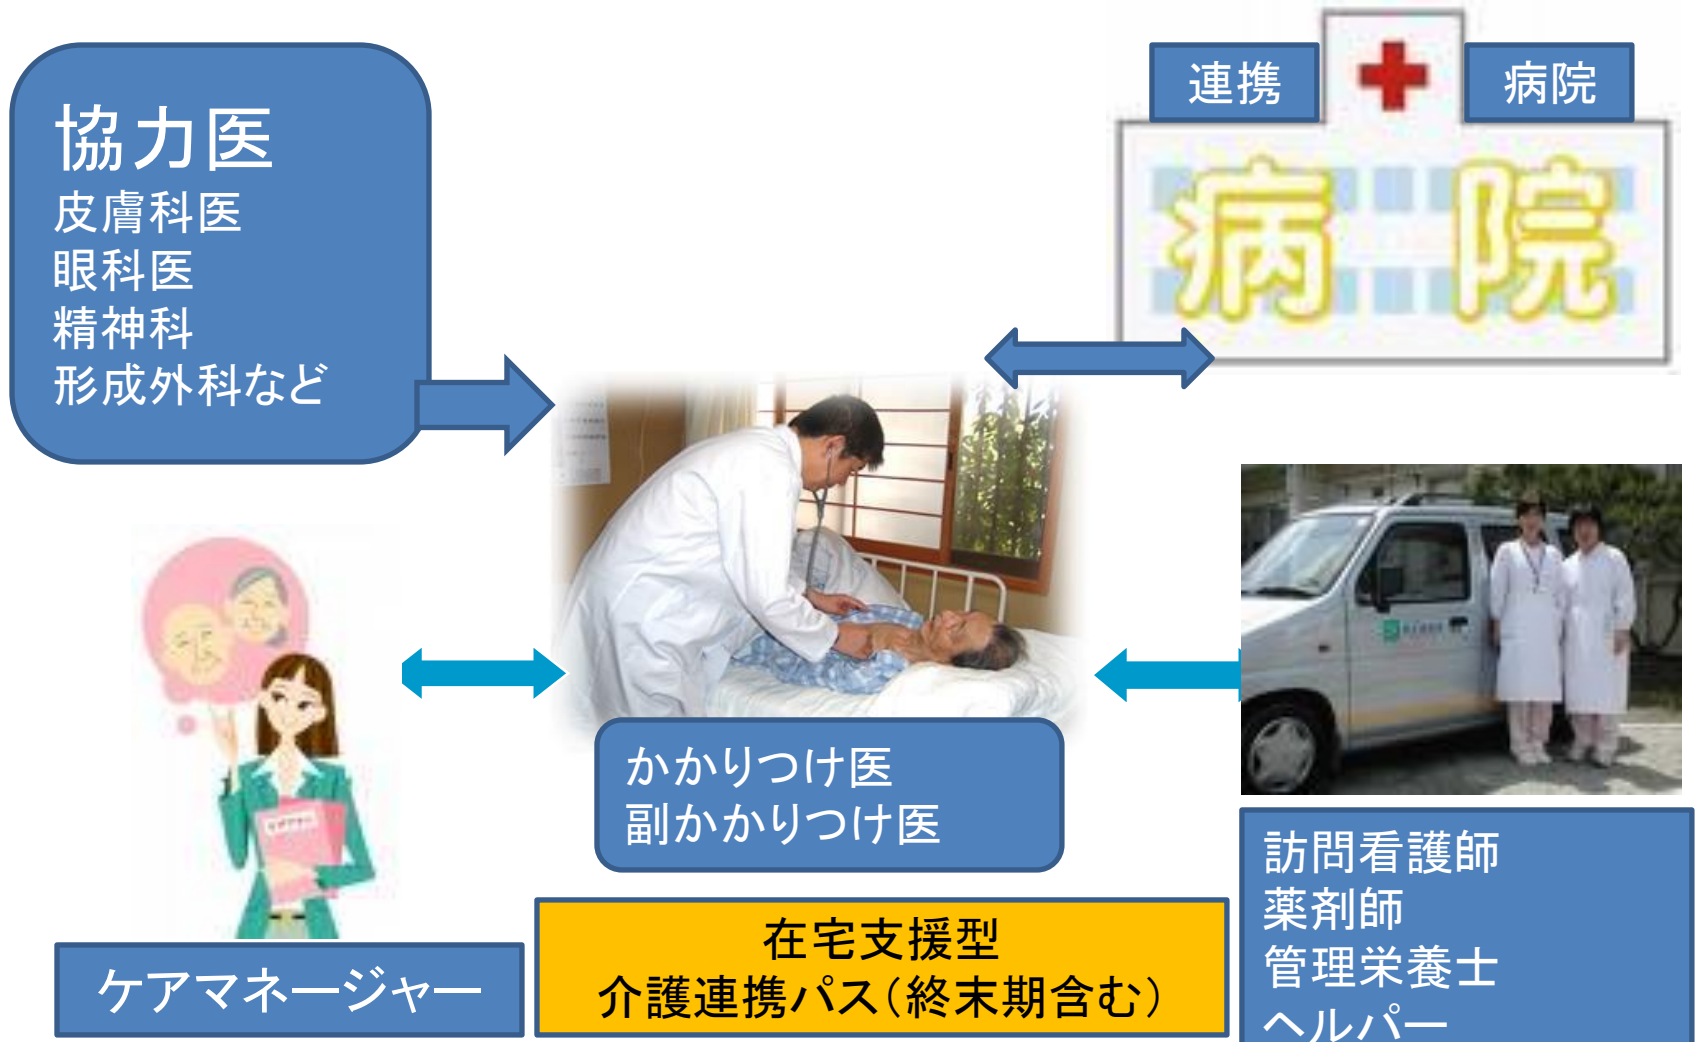 協力医
皮膚科医
眼科医
精神科
形成外科など
連携
病院
病院
かかりつけ医
副かかりつけ医
ケアマネージャー
在宅支援型
介護連携パス(終末期含む)
訪問看護師
薬剤師
管理栄養士
ヘルパー